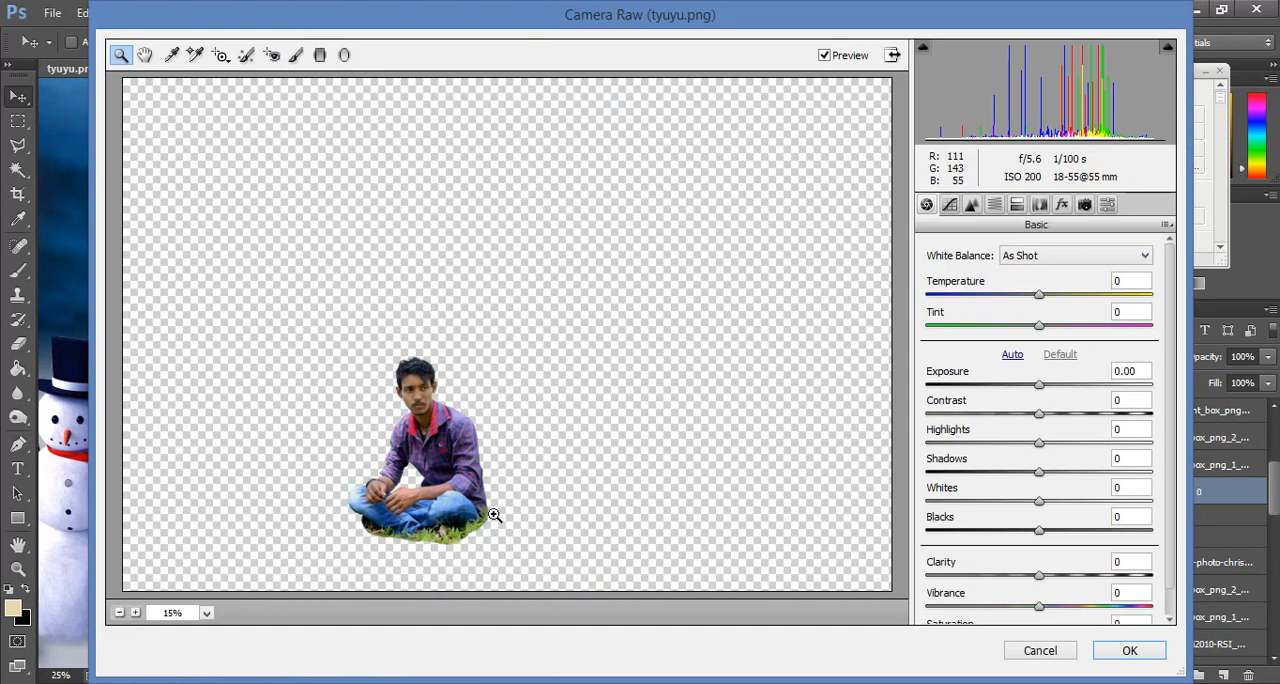 Camera Raw (tyuyu.png)
Ps File
tyuyu.png
Preview
R: 111
G: 143
B: 55
f/5.6 1/100 s
ISO 200 18-55@55 mm
Basic
White Balance: As Shot
Temperature 0
Tint 0
Auto Default
Exposure 0.00
Contrast 0
Highlights 0
Shadows 0
Whites 0
Blacks 0
Clarity 0
Vibrance 0
15%
Cancel OK
25%
100%
Fill: 100%
0